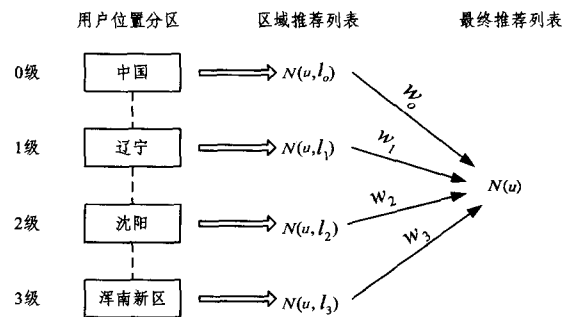 用户位置分区 区域推荐列表 最终推荐列表
0级 中国 N(u,l₀) W₀
1级 辽宁 N(u,l₁) W₁
N(u)
2级 沈阳 N(u,l₂) W₂
3级 浑南新区 N(u,l₃) W₃